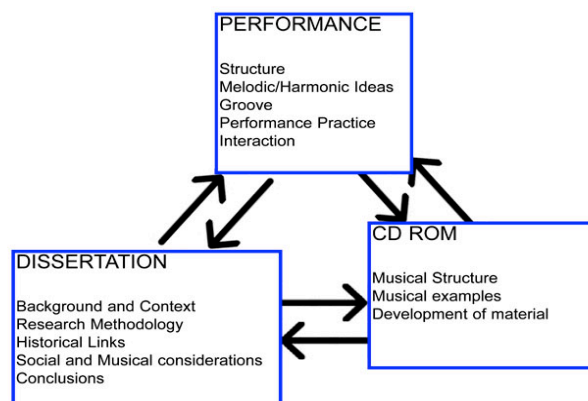 PERFORMANCE
Structure
Melodic/Harmonic Ideas
Groove
Performance Practice
Interaction
DISSERTATION
Background and Context
Research Methodology
Historical Links
Social and Musical considerations
Conclusions
CD ROM
Musical Structure
Musical examples
Development of material